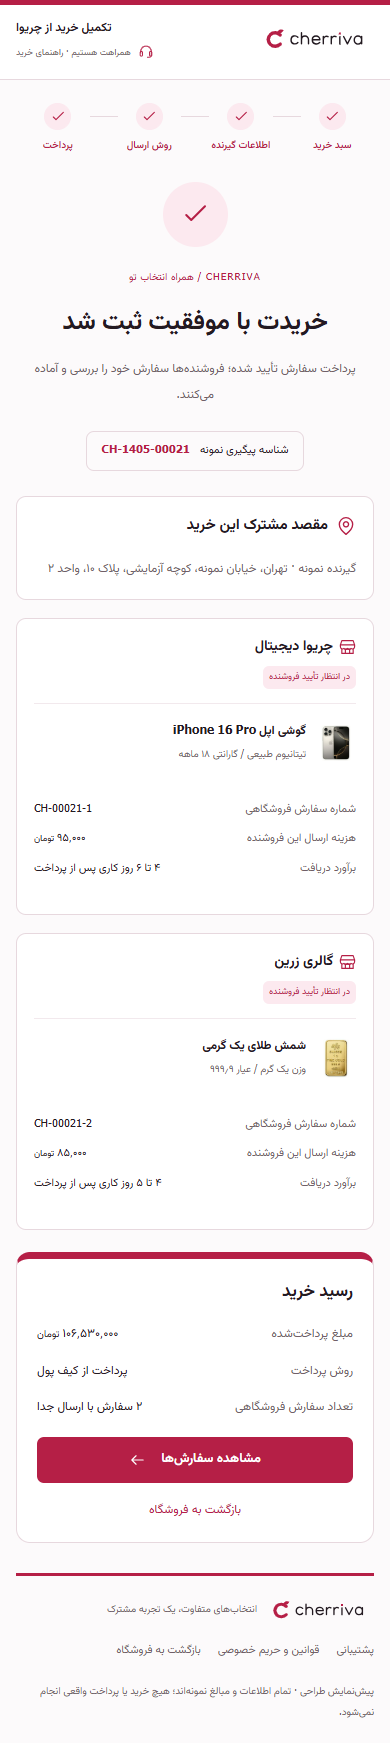 cherriva
تکمیل خرید از چریوا
همراهت هستیم · راهنمای خرید
سبد خرید
اطلاعات گیرنده
روش ارسال
پرداخت
CHERRIVA / همراه انتخاب تو
خریدت با موفقیت ثبت شد
پرداخت سفارش تأیید شده؛ فروشنده‌ها سفارش خود را بررسی و آماده
می‌کنند.
شناسه پیگیری نمونه CH-1405-00021
مقصد مشترک این خرید
گیرنده نمونه · تهران، خیابان نمونه، کوچه آزمایشی، پلاک ۱۰، واحد ۲
چریوا دیجیتال
در انتظار تأیید فروشنده
گوشی اپل iPhone 16 Pro
تیتانیوم طبیعی / گارانتی ۱۸ ماهه
شماره سفارش فروشگاهی CH-00021-1
هزینه ارسال این فروشنده ۹۵,۰۰۰ تومان
برآورد دریافت ۴ تا ۶ روز کاری پس از پرداخت
گالری زرین
در انتظار تأیید فروشنده
شمش طلای یک گرمی
وزن یک گرم / عیار ۹۹۹٫۹
شماره سفارش فروشگاهی CH-00021-2
هزینه ارسال این فروشنده ۸۵,۰۰۰ تومان
برآورد دریافت ۴ تا ۵ روز کاری پس از پرداخت
رسید خرید
مبلغ پرداخت‌شده ۱۰۶,۵۳۰,۰۰۰ تومان
روش پرداخت پرداخت از کیف پول
تعداد سفارش فروشگاهی ۲ سفارش با ارسال جدا
مشاهده سفارش‌ها ←
بازگشت به فروشگاه
cherriva
انتخاب‌های متفاوت، یک تجربه مشترک
پشتیبانی قوانین و حریم خصوصی بازگشت به فروشگاه
پیش‌نمایش طراحی · تمام اطلاعات و مبالغ نمونه‌اند؛ هیچ خرید یا پرداخت واقعی انجام
نمی‌شود.